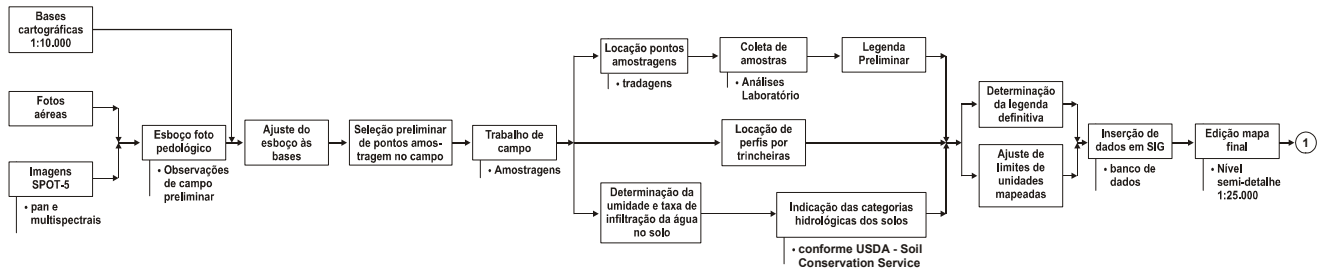 Bases
cartográficas
1:10.000
Fotos
aéreas
Imagens
SPOT-5
• pan e
multispectrais
Esboço foto
pedológico
• Observações
de campo
preliminar
Ajuste do
esboço às
bases
Seleção preliminar
de pontos amos-
tragem no campo
Trabalho de
campo
• Amostragens
Locação pontos
amostragens
• tradagens
Coleta de
amostras
• Análises
Laboratório
Legenda
Preliminar
Locação de
perfis por
trincheiras
Determinação da
umidade e taxa de
infiltração da água
no solo
Indicação das categorias
hidrológicas dos solos
• conforme USDA - Soil
Conservation Service
Determinação
da legenda
definitiva
Ajuste de
limites de
unidades
mapeadas
Inserção de
dados em SIG
• banco de
dados
Edição mapa
final
• Nível
semi-detalhe
1:25.000
1